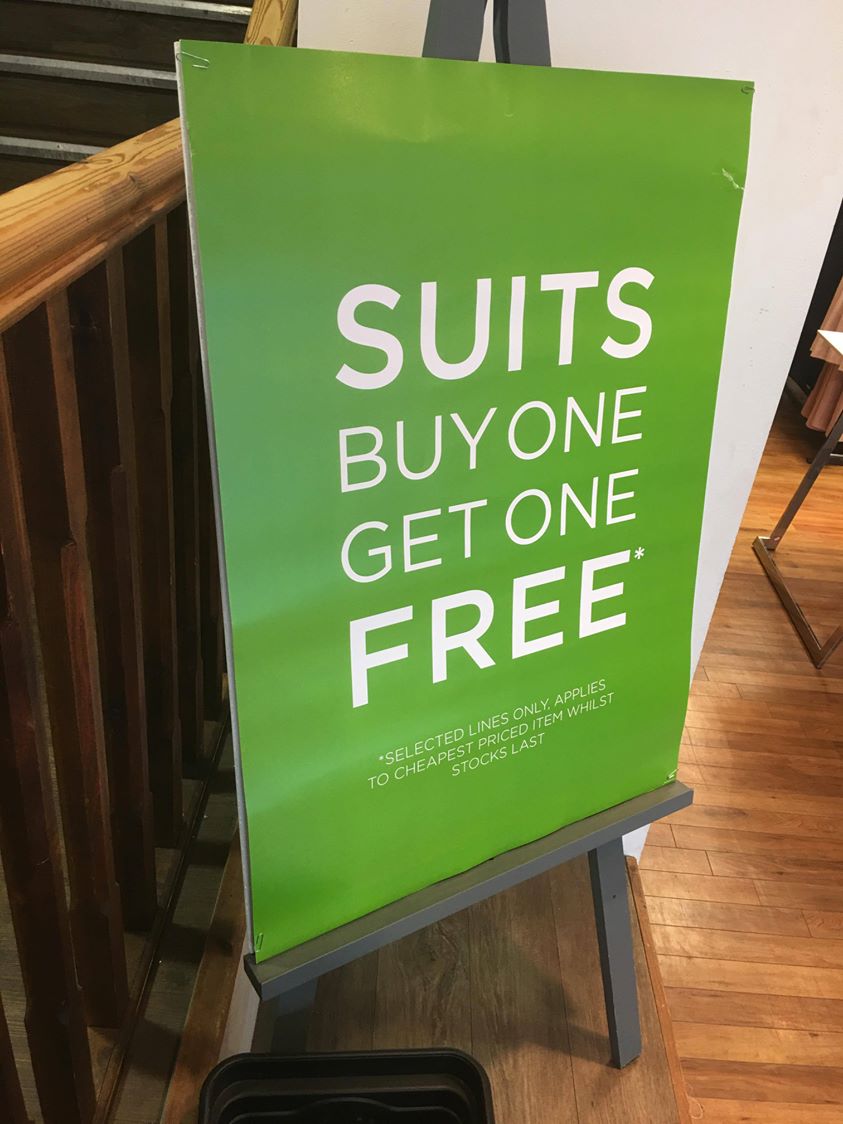 SUITS
BUY ONE
GET ONE
FREE*
*SELECTED LINES ONLY, APPLIES
TO CHEAPEST PRICED ITEM WHILST
STOCKS LAST